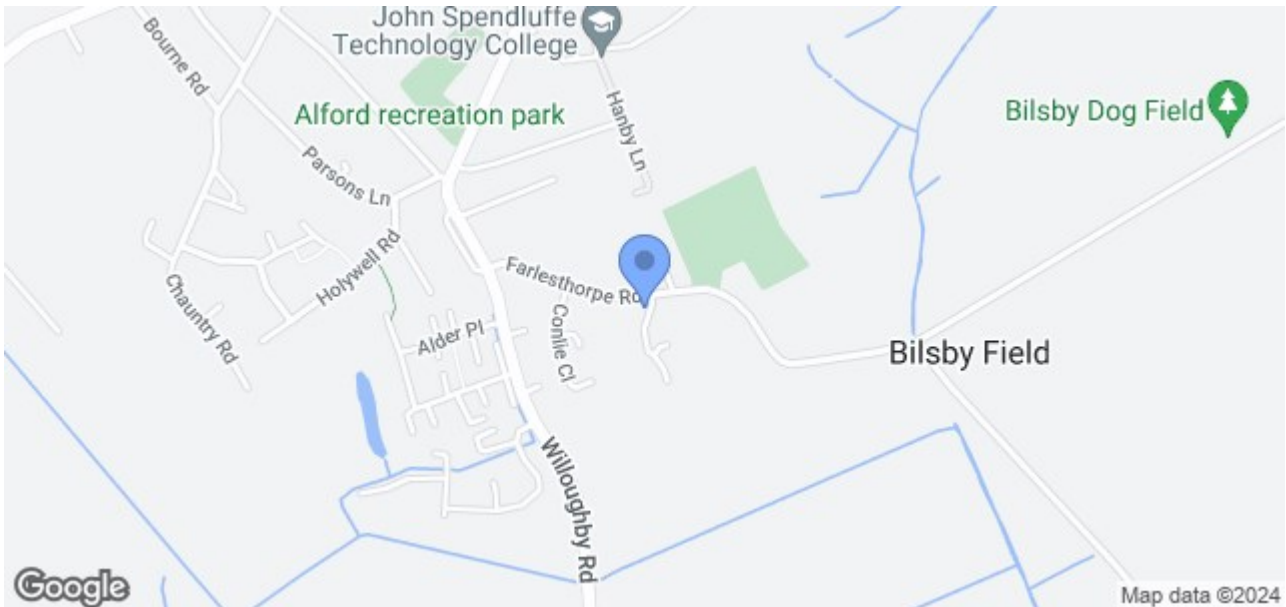 John Spendluffe
Technology College
Bourne Rd
Alford recreation park
Hanby Ln
Bilsby Dog Field
Parsons Ln
Holywell Rd
Chauntry Rd
Farlesthorpe Rd
Alder Pl
Conlie Cl
Bilsby Field
Willoughby Rd
Google
Map data ©2024